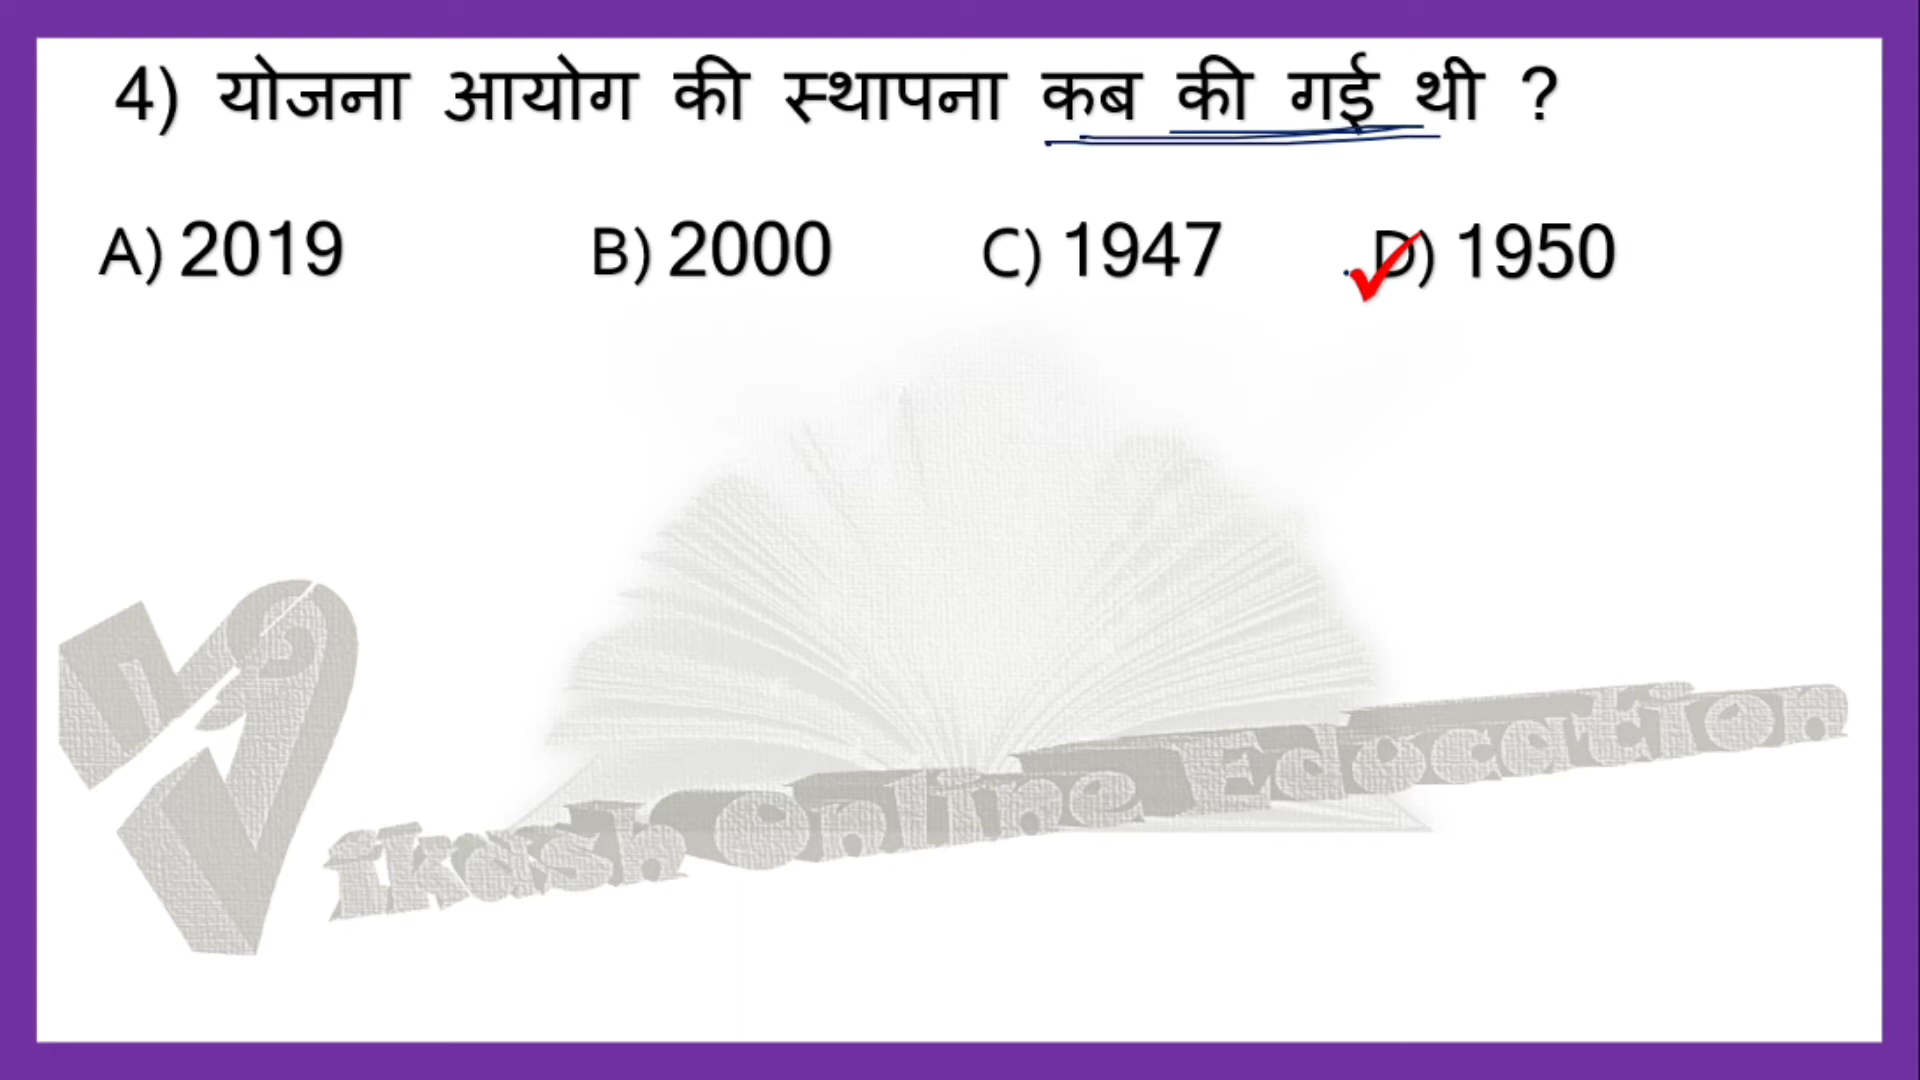 4) योजना आयोग की स्थापना कब की गई थी ?
A) 2019 B) 2000 C) 1947 D) 1950
Vikash Online Education